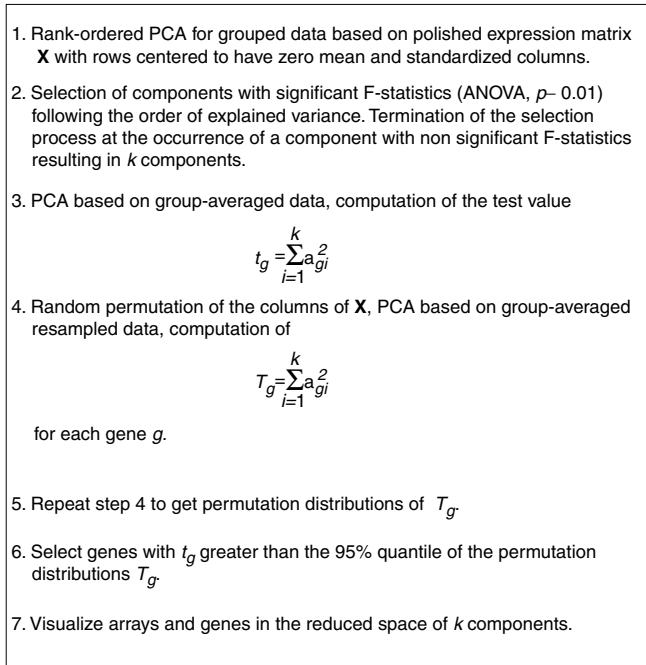 1. Rank-ordered PCA for grouped data based on polished expression matrix
X with rows centered to have zero mean and standardized columns.
2. Selection of components with significant F-statistics (ANOVA, p– 0.01)
following the order of explained variance. Termination of the selection
process at the occurrence of a component with non significant F-statistics
resulting in k components.
3. PCA based on group-averaged data, computation of the test value
k
t_g =Σa_{gi}^2
i=1
4. Random permutation of the columns of X, PCA based on group-averaged
resampled data, computation of
k
T_g=Σa_{gi}^2
i=1
for each gene g.
5. Repeat step 4 to get permutation distributions of T_g.
6. Select genes with t_g greater than the 95% quantile of the permutation
distributions T_g.
7. Visualize arrays and genes in the reduced space of k components.